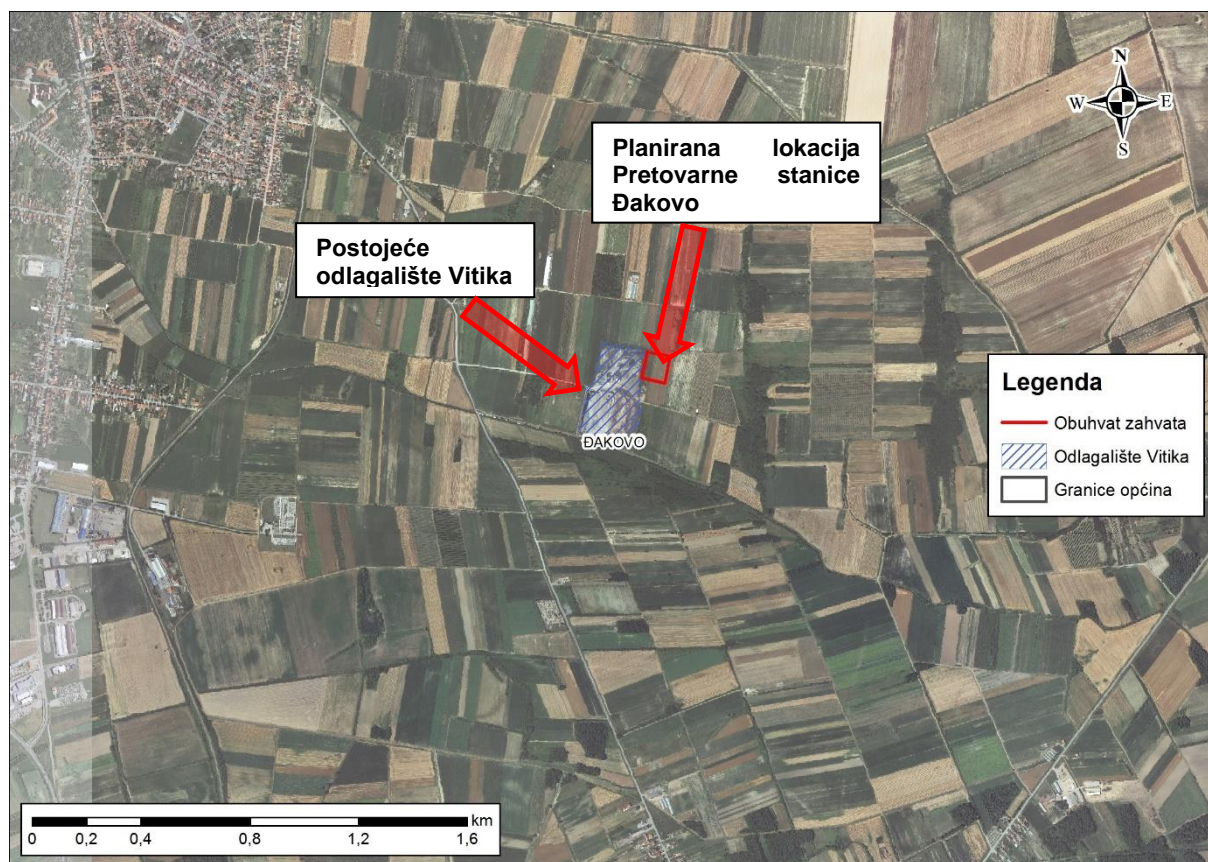 N
W E
S
Planirana lokacija
Pretovarne stanice
Đakovo
Postojeće
odlagalište Vitika
ĐAKOVO
Legenda
Obuhvat zahvata
Odlagalište Vitika
Granice općina
km
0 0,2 0,4 0,8 1,2 1,6